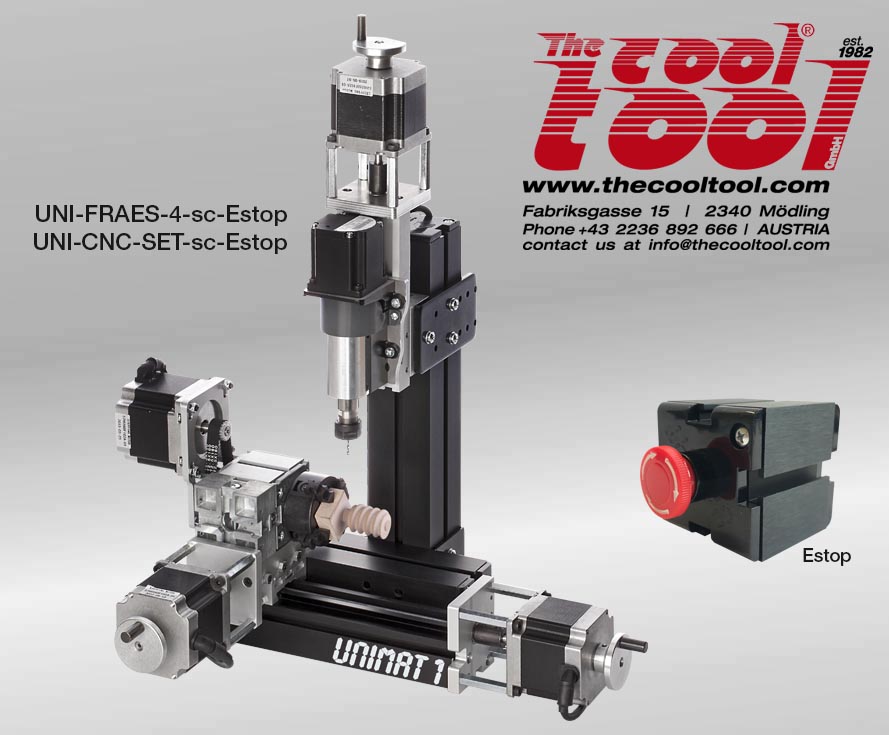 The
cool
tool
GmbH
®
est.
1982
www.thecooltool.com
Fabriksgasse 15 | 2340 Mödling
Phone +43 2236 892 666 | AUSTRIA
contact us at info@thecooltool.com
UNI-FRAES-4-sc-Estop
UNI-CNC-SET-sc-Estop
Estop
UNIMAT 1